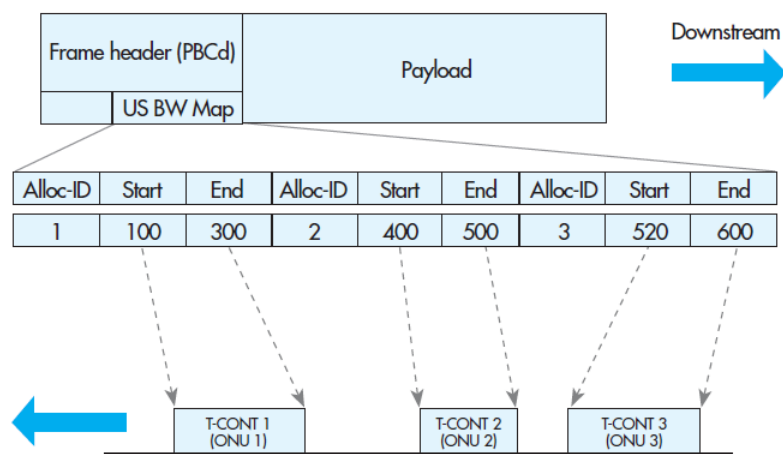 Downstream
Frame header (PBCd)
Payload
US BW Map
Alloc-ID Start End Alloc-ID Start End Alloc-ID Start End
1 100 300 2 400 500 3 520 600
T-CONT 1 T-CONT 2 T-CONT 3
(ONU 1) (ONU 2) (ONU 3)